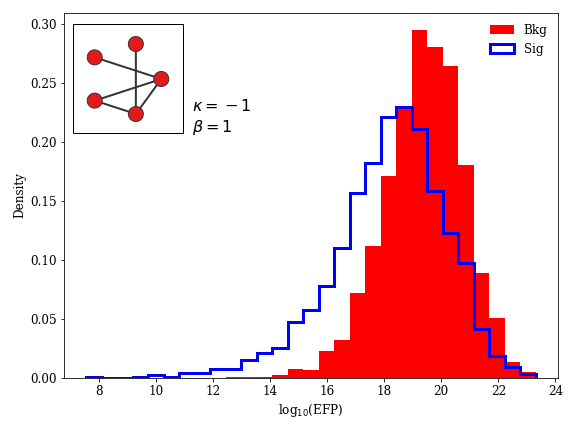 0.30
0.25
0.20
0.15
0.10
0.05
0.00
Density
κ = −1
β = 1
Bkg
Sig
8 10 12 14 16 18 20 22 24
log₁₀(EFP)